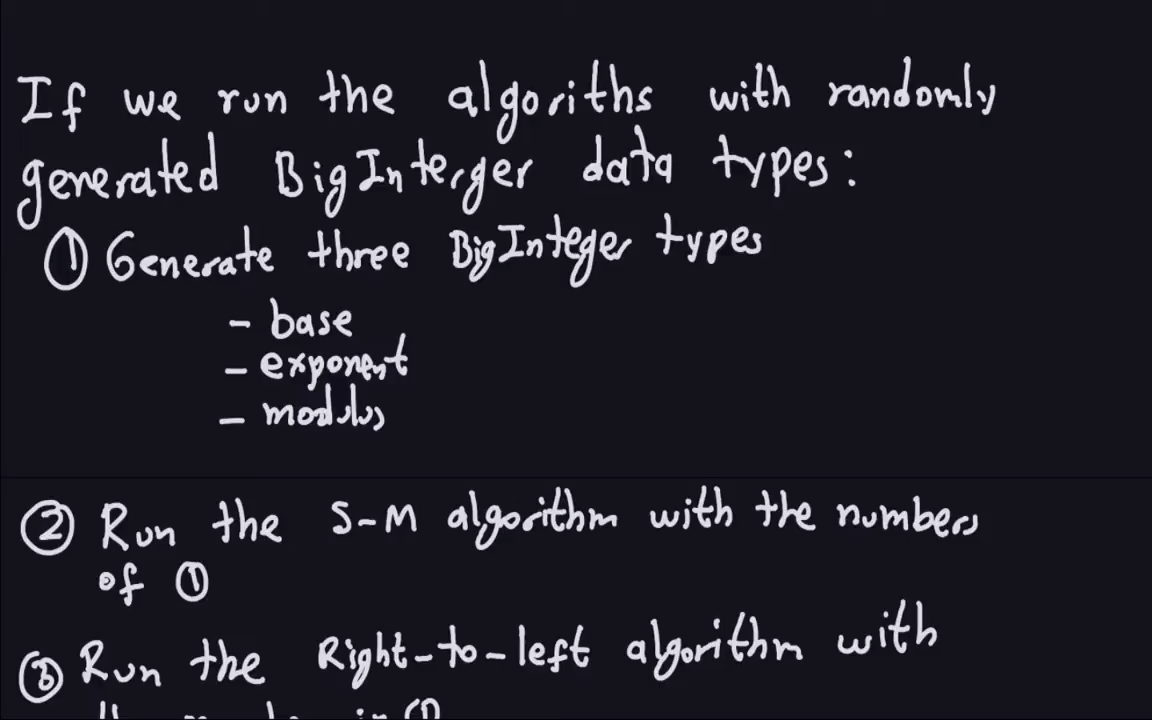 If we run the algoriths with randomly
generated BigInterger data types:
① Generate three BigInteger types
- base
- exponent
- modulus
② Run the S-M algorithm with the numbers
of ①
③ Run the Right-to-left algorithm with